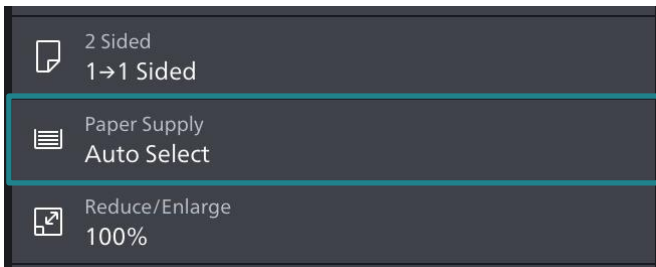 2 Sided
1→1 Sided
Paper Supply
Auto Select
Reduce/Enlarge
100%